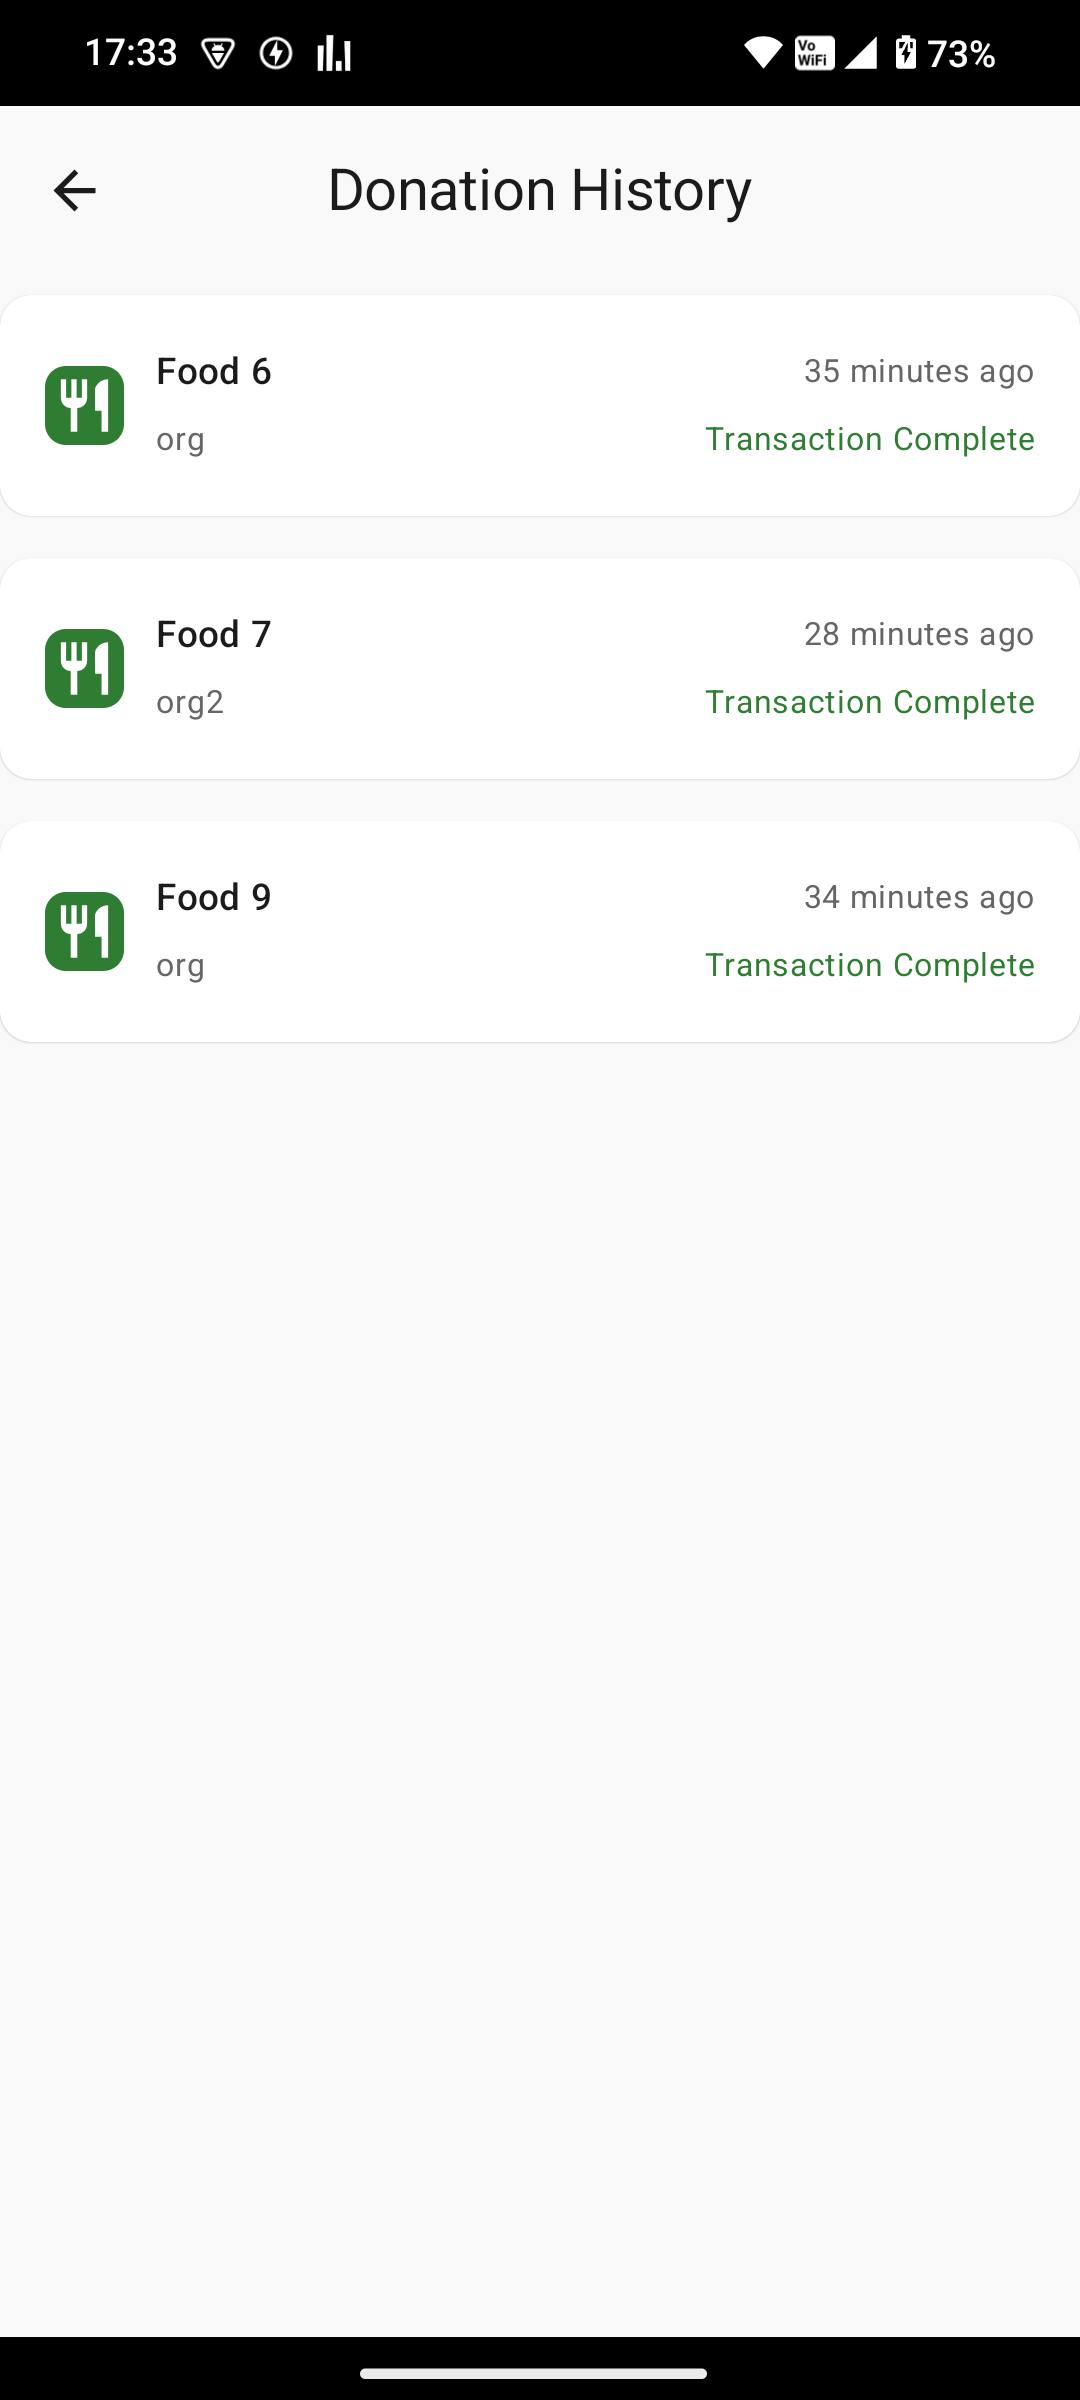 17:33
Vo
WiFi
73%
Donation History
Food 6
35 minutes ago
org
Transaction Complete
Food 7
28 minutes ago
org2
Transaction Complete
Food 9
34 minutes ago
org
Transaction Complete